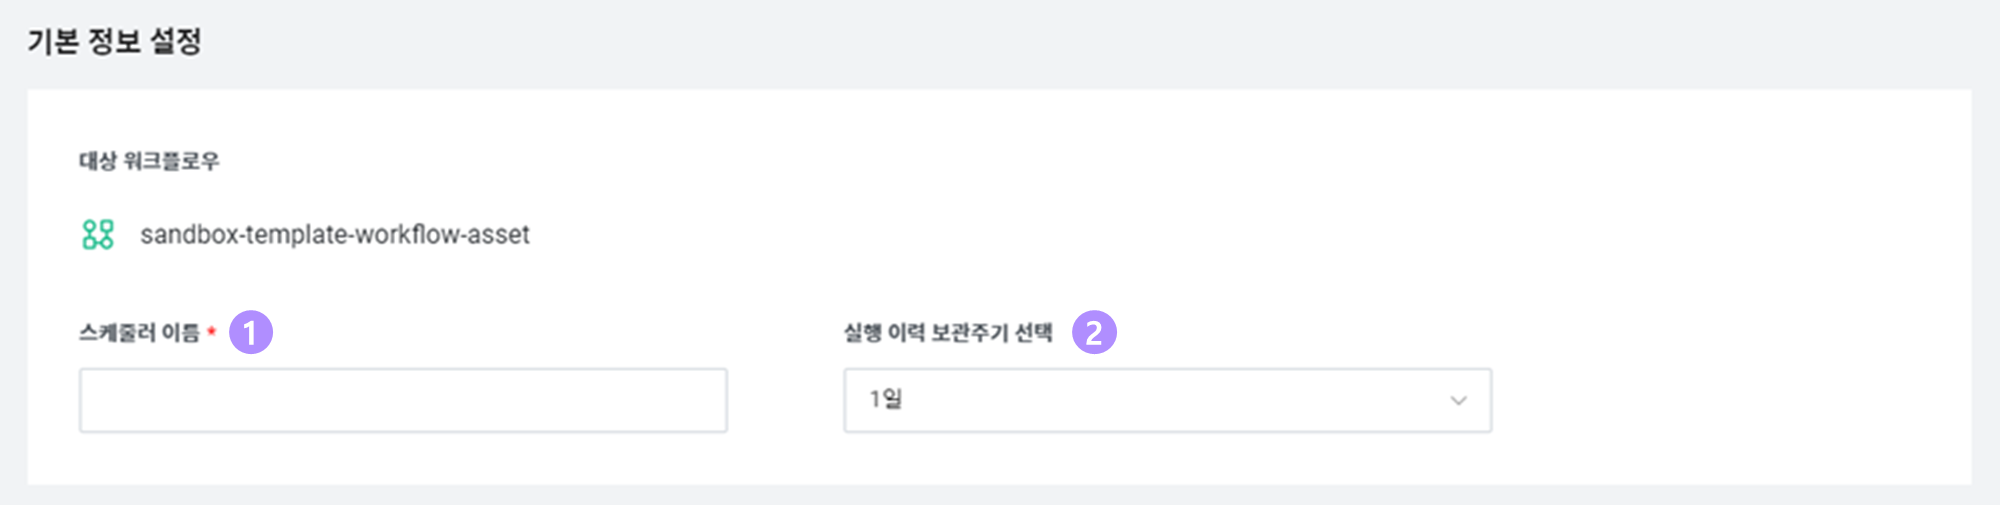 기본 정보 설정
대상 워크플로우
sandbox-template-workflow-asset
스케줄러 이름 * 1
실행 이력 보관주기 선택 2
1일